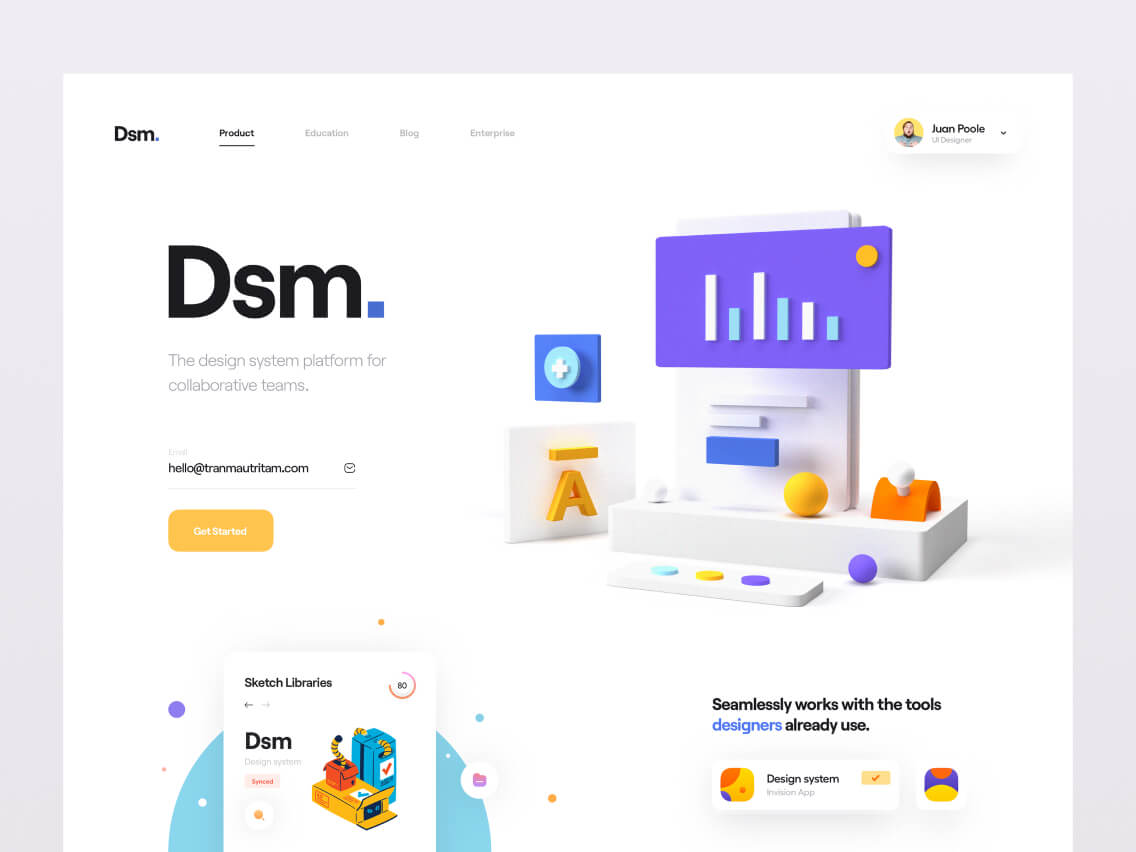 Dsm.
Product
Education
Blog
Enterprise
Juan Poole
UI Designer
Dsm.
The design system platform for
collaborative teams.
Email
hello@tranmautritam.com
Get Started
A
Sketch Libraries
80
Dsm
Design system
Synced
Seamlessly works with the tools
designers already use.
Design system
Invision App